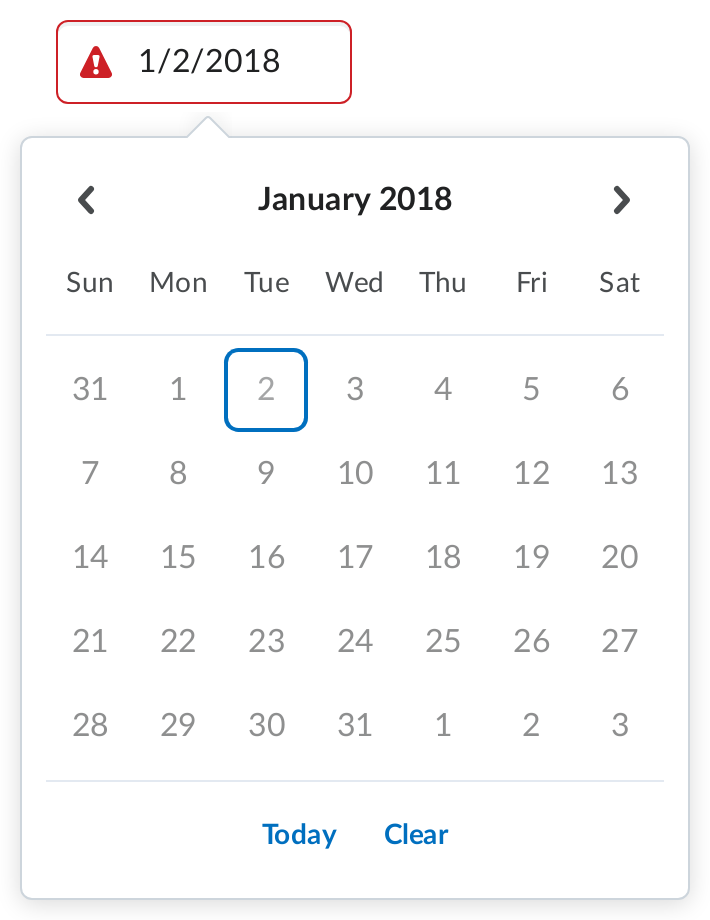 1/2/2018
January 2018
Sun Mon Tue Wed Thu Fri Sat
31 1 2 3 4 5 6
7 8 9 10 11 12 13
14 15 16 17 18 19 20
21 22 23 24 25 26 27
28 29 30 31 1 2 3
Today Clear